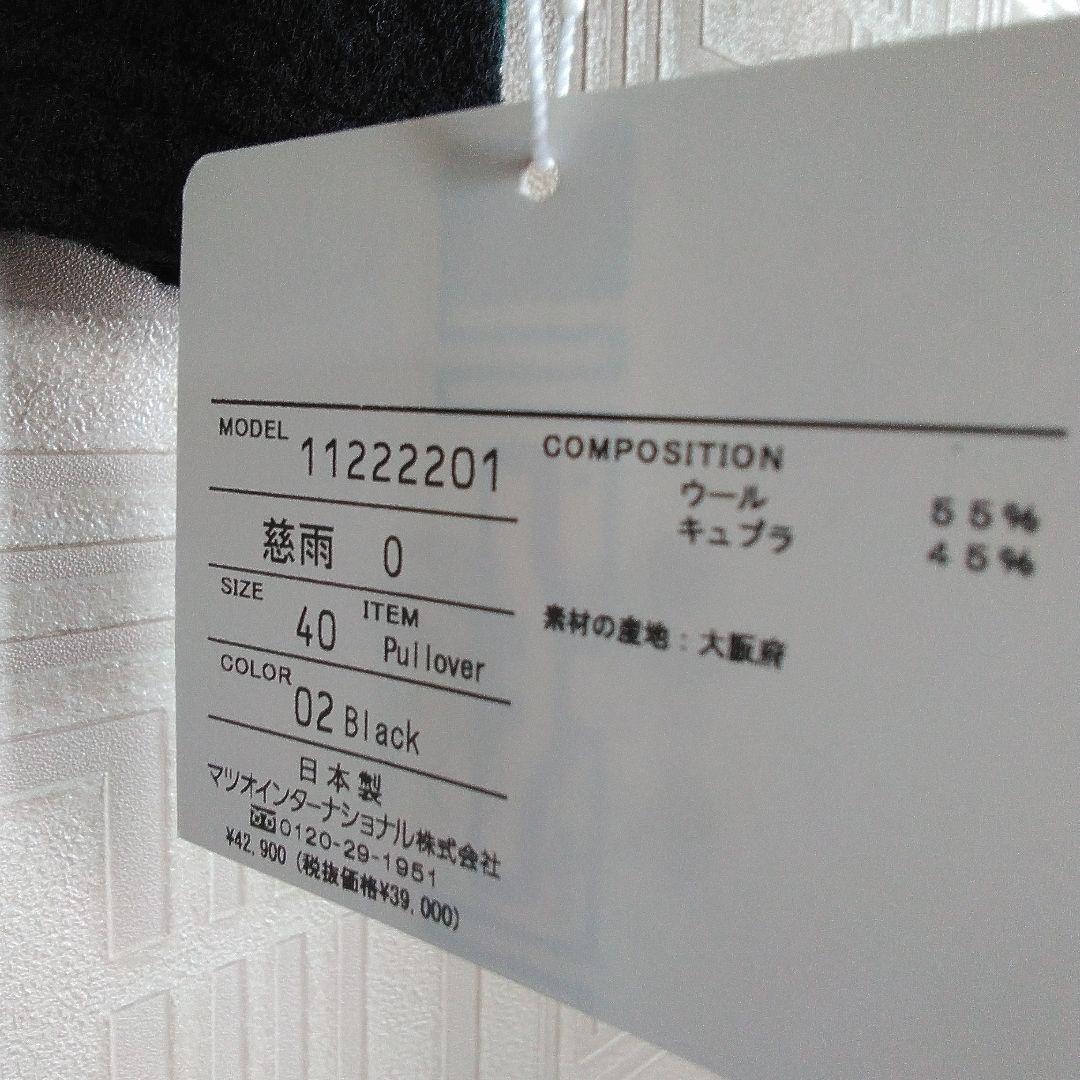 MODEL 11222201
慈雨 0
SIZE 40 ITEM Pullover
COLOR 02 Black
日本製
マツオインターナショナル株式会社
0120-29-1951
¥42,900 (税抜価格¥39,000)
COMPOSITION
ウール 55%
キュプラ 45%
素材の産地：大阪府